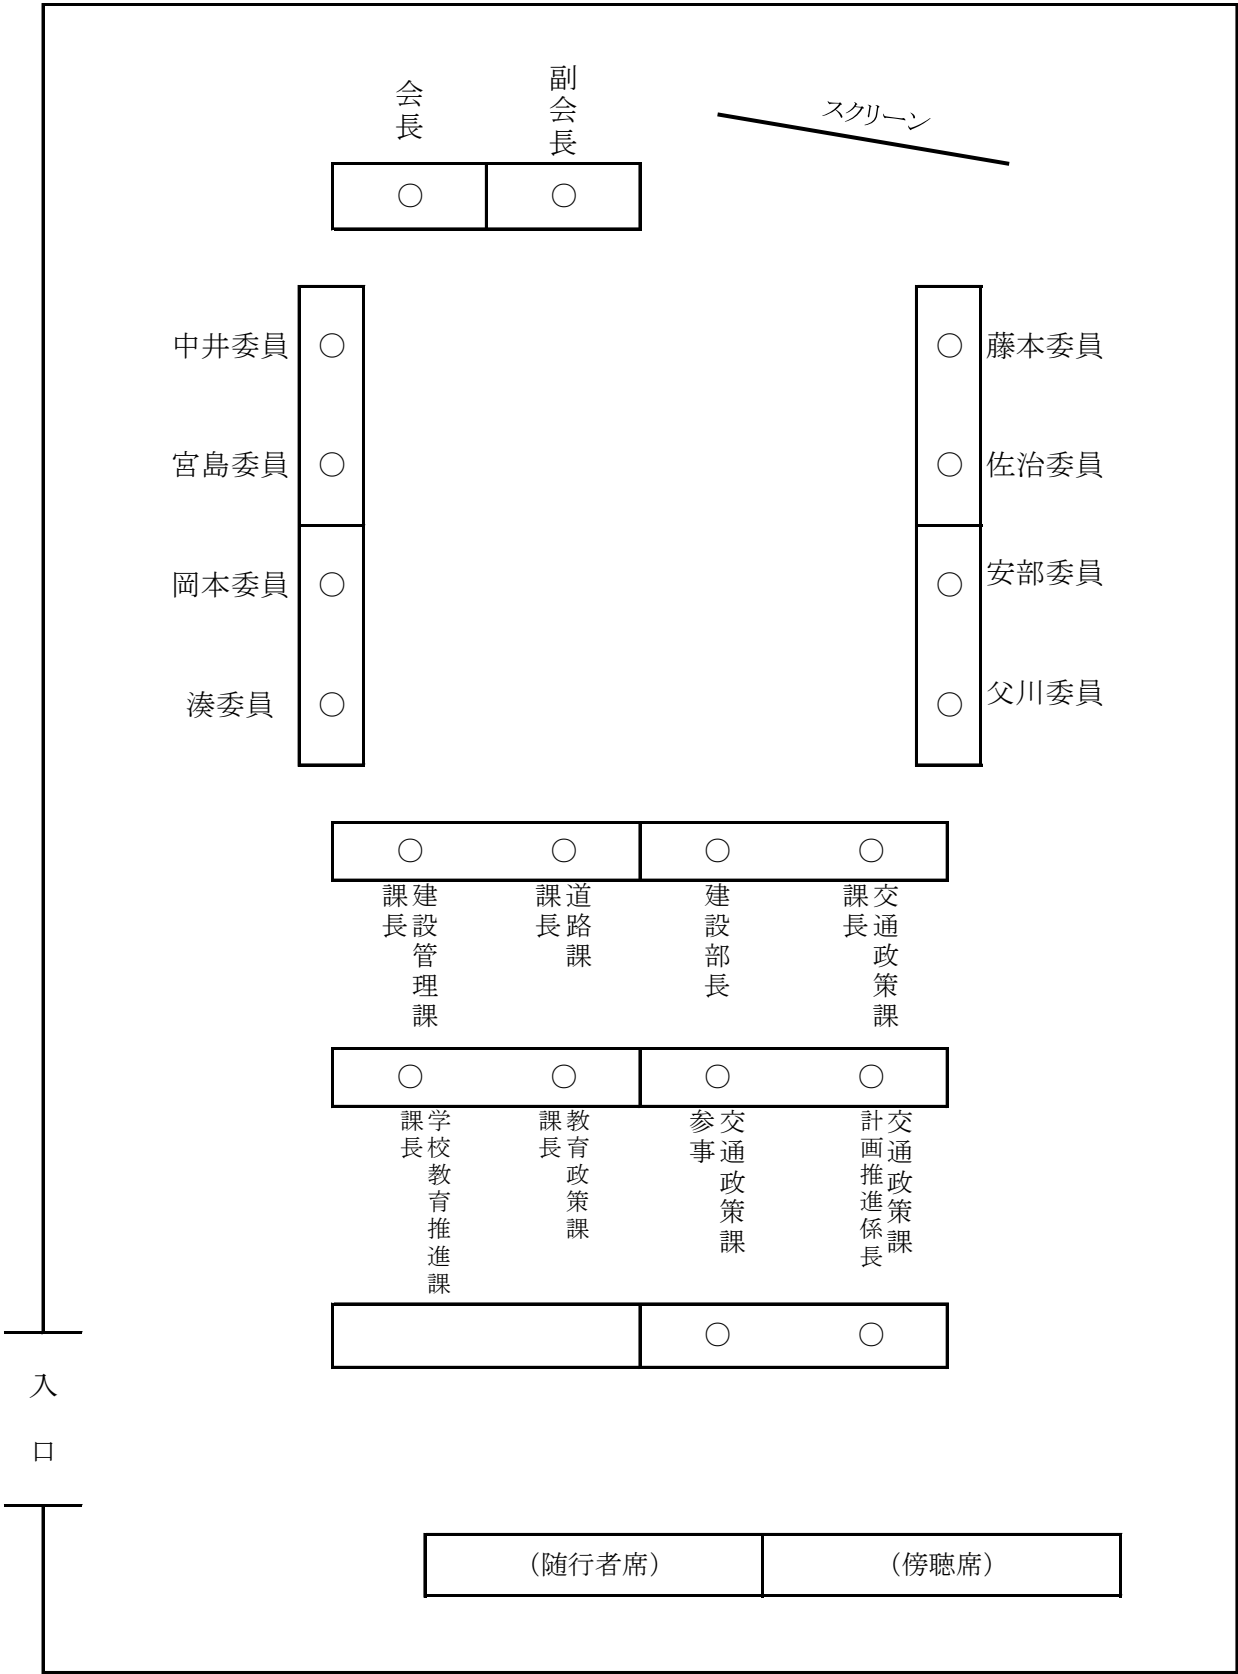 会長
副会長
スクリーン
中井委員
藤本委員
宮島委員
佐治委員
岡本委員
安部委員
湊委員
父川委員
建設管理課
課長
道路課
課長
建設部長
交通政策課
課長
学校教育推進課
課長
教育政策課
課長
交通政策課
参事
交通政策課
計画推進係長
入口
（随行者席）
（傍聴席）